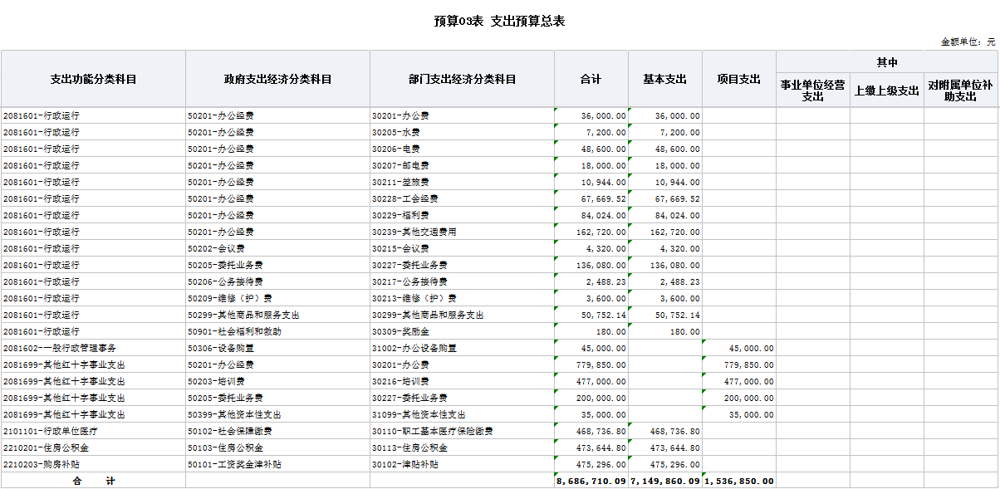 预算03表 支出预算总表
金额单位：元
支出功能分类科目 政府支出经济分类科目 部门支出经济分类科目 合计 基本支出 项目支出 其中
事业单位经营支出 上缴上级支出 对附属单位补助支出
2081601-行政运行 50201-办公经费 30201-办公费 36,000.00 36,000.00
2081601-行政运行 50201-办公经费 30205-水费 7,200.00 7,200.00
2081601-行政运行 50201-办公经费 30206-电费 48,600.00 48,600.00
2081601-行政运行 50201-办公经费 30207-邮电费 18,000.00 18,000.00
2081601-行政运行 50201-办公经费 30211-差旅费 10,944.00 10,944.00
2081601-行政运行 50201-办公经费 30228-工会经费 67,669.52 67,669.52
2081601-行政运行 50201-办公经费 30229-福利费 84,024.00 84,024.00
2081601-行政运行 50201-办公经费 30239-其他交通费用 162,720.00 162,720.00
2081601-行政运行 50202-会议费 30215-会议费 4,320.00 4,320.00
2081601-行政运行 50205-委托业务费 30227-委托业务费 136,080.00 136,080.00
2081601-行政运行 50206-公务接待费 30217-公务接待费 2,488.23 2,488.23
2081601-行政运行 50209-维修（护）费 30213-维修（护）费 3,600.00 3,600.00
2081601-行政运行 50299-其他商品和服务支出 30299-其他商品和服务支出 50,752.14 50,752.14
2081601-行政运行 50901-社会福利和救助 30309-奖励金 180.00 180.00
2081602-一般行政管理事务 50306-设备购置 31002-办公设备购置 45,000.00 45,000.00
2081699-其他红十字事业支出 50201-办公经费 30201-办公费 779,850.00 779,850.00
2081699-其他红十字事业支出 50203-培训费 30216-培训费 477,000.00 477,000.00
2081699-其他红十字事业支出 50205-委托业务费 30227-委托业务费 200,000.00 200,000.00
2081699-其他红十字事业支出 50399-其他资本性支出 31099-其他资本性支出 35,000.00 35,000.00
2101101-行政单位医疗 50102-社会保障缴费 30110-职工基本医疗保险缴费 468,736.80 468,736.80
2210201-住房公积金 50103-住房公积金 30113-住房公积金 473,644.80 473,644.80
2210203-购房补贴 50101-工资奖金津补贴 30102-津贴补贴 475,296.00 475,296.00
合 计 8,686,710.09 7,149,860.09 1,536,850.00